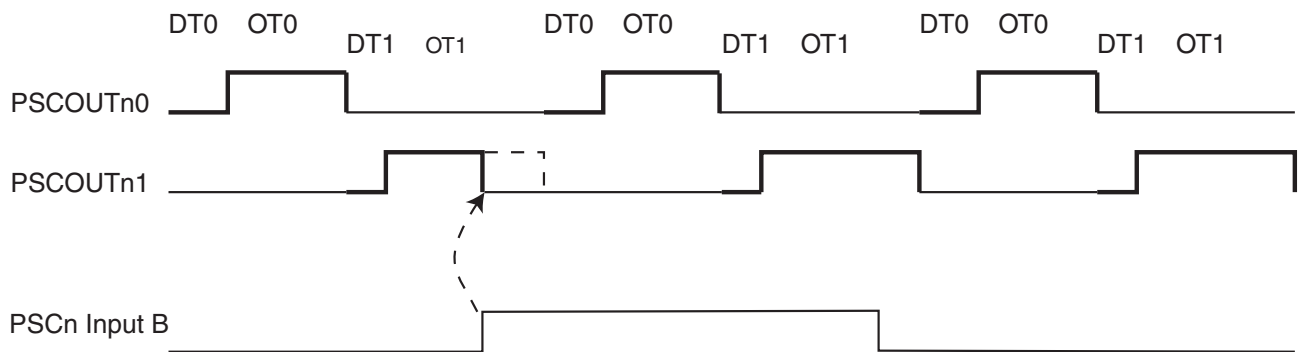 DT0 OT0 DT1 OT1 DT0 OT0 DT1 OT1 DT0 OT0 DT1 OT1
PSCOUTn0
PSCOUTn1
PSCn Input B